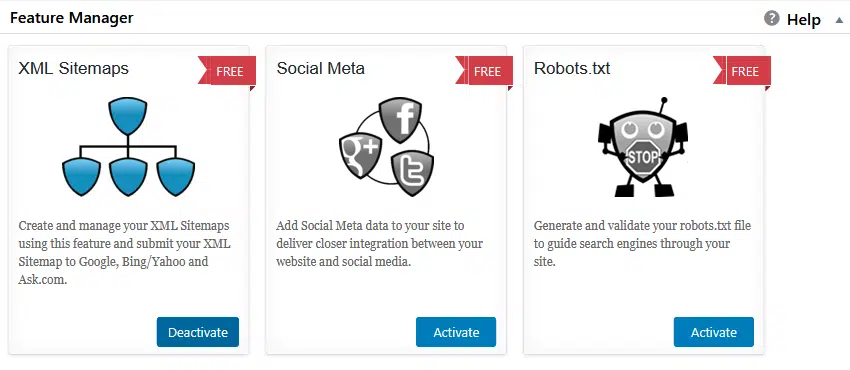 Feature Manager
? Help
XML Sitemaps
FREE
Create and manage your XML Sitemaps
using this feature and submit your XML
Sitemap to Google, Bing/Yahoo and
Ask.com.
Deactivate
Social Meta
FREE
f
g+
t
Add Social Meta data to your site to
deliver closer integration between your
website and social media.
Activate
Robots.txt
FREE
STOP
Generate and validate your robots.txt file
to guide search engines through your
site.
Activate